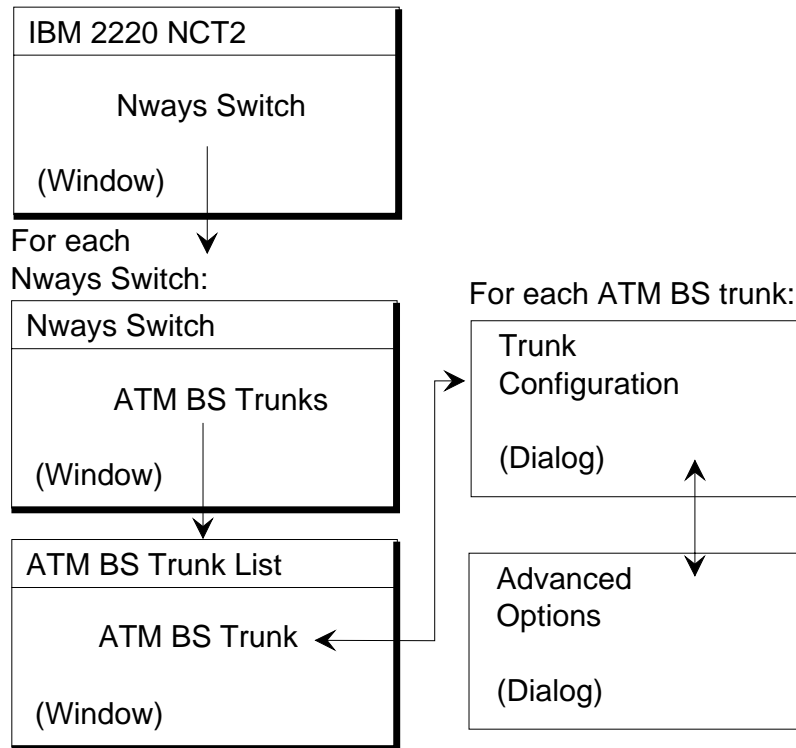 IBM 2220 NCT2
Nways Switch
(Window)
For each
Nways Switch:
Nways Switch
ATM BS Trunks
(Window)
ATM BS Trunk List
ATM BS Trunk
(Window)
For each ATM BS trunk:
Trunk
Configuration
(Dialog)
Advanced
Options
(Dialog)